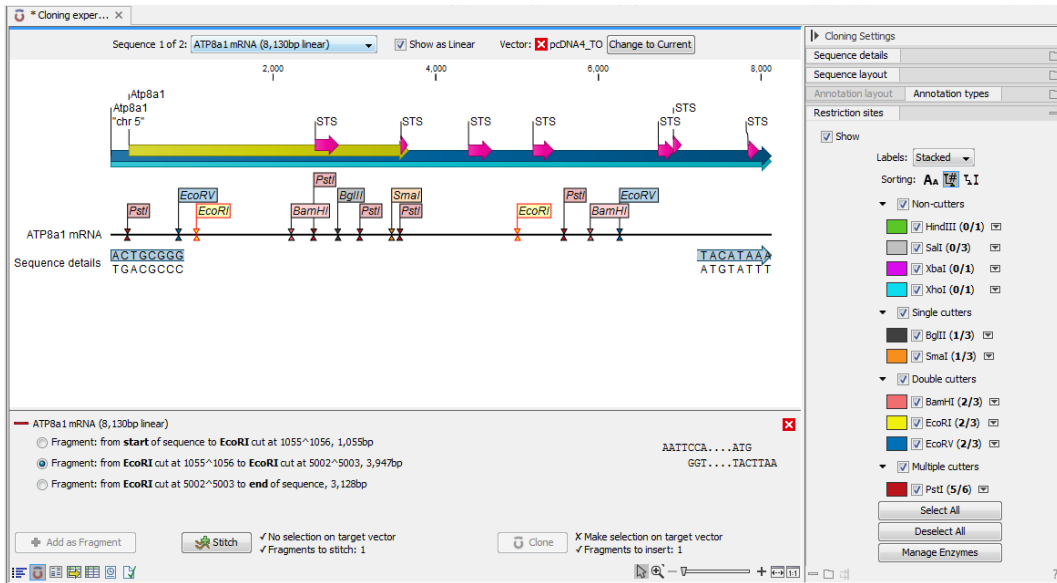 * Cloning exper... ×
Sequence 1 of 2: ATP8a1 mRNA (8,130bp linear) Show as Linear Vector: pcDNA4_TO Change to Current
2,000 4,000 6,000 8,000
Atp8a1
Atp8a1
"chr 5" STS STS STS STS STS STS STS
PstI
EcoRV BglII SmaI PstI EcoRV
PstI EcoRI BamHI PstI PstI EcoRI BamHI
ATP8a1 mRNA
Sequence details
ACTGCGGG TACATAAA
TGACGCCC ATGTATTT
ATP8a1 mRNA (8,130bp linear)
Fragment: from start of sequence to EcoRI cut at 1055^1056, 1,055bp
Fragment: from EcoRI cut at 1055^1056 to EcoRI cut at 5002^5003, 3,947bp
Fragment: from EcoRI cut at 5002^5003 to end of sequence, 3,128bp
AATTCCA....ATG
GGT....TACTTAA
Add as Fragment
Stitch
✓ No selection on target vector
✓ Fragments to stitch: 1
Clone
X Make selection on target vector
✓ Fragments to insert: 1
Cloning Settings
Sequence details
Sequence layout
Annotation layout Annotation types
Restriction sites
Show
Labels: Stacked
Sorting:
Non-cutters
HindIII (0/1)
SalI (0/3)
XbaI (0/1)
XhoI (0/1)
Single cutters
BglII (1/3)
SmaI (1/3)
Double cutters
BamHI (2/3)
EcoRI (2/3)
EcoRV (2/3)
Multiple cutters
PstI (5/6)
Select All
Deselect All
Manage Enzymes